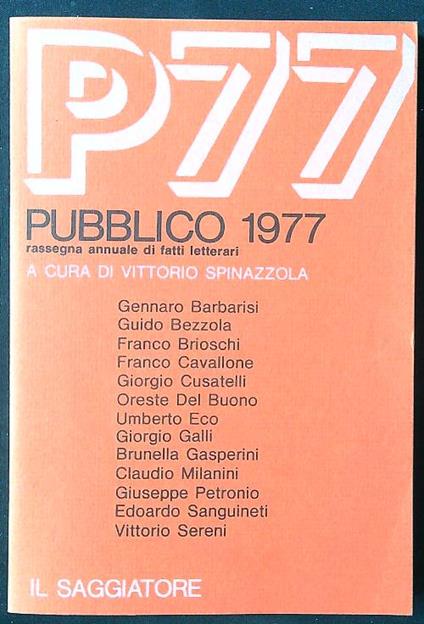 P77
PUBBLICO 1977
rassegna annuale di fatti letterari
A CURA DI VITTORIO SPINAZZOLA
Gennaro Barbarisi
Guido Bezzola
Franco Brioschi
Franco Cavallone
Giorgio Cusatelli
Oreste Del Buono
Umberto Eco
Giorgio Galli
Brunella Gasperini
Claudio Milanini
Giuseppe Petronio
Edoardo Sanguineti
Vittorio Sereni
IL SAGGIATORE